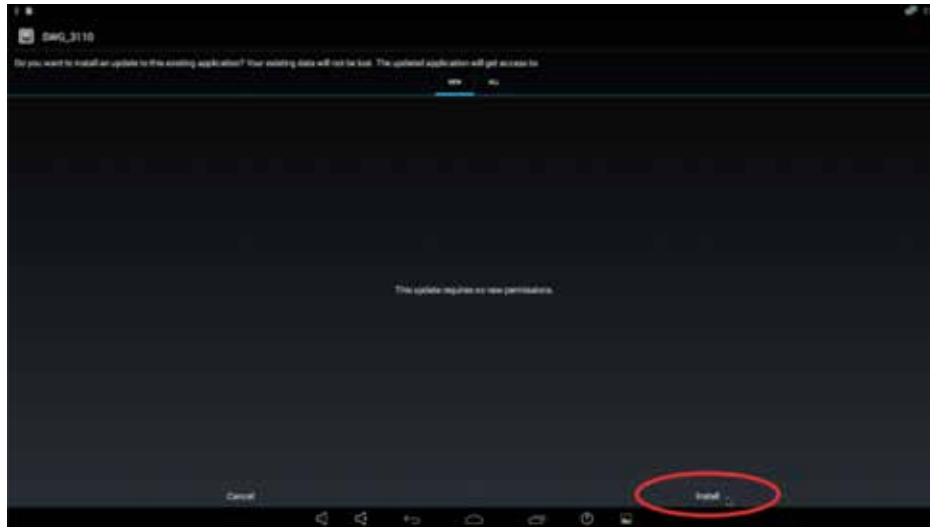 SWG_3110
Do you want to install an update to this existing application? Your existing data will not be lost. The updated application will get access to:
NEW ALL
This update requires no new permissions.
Cancel Install